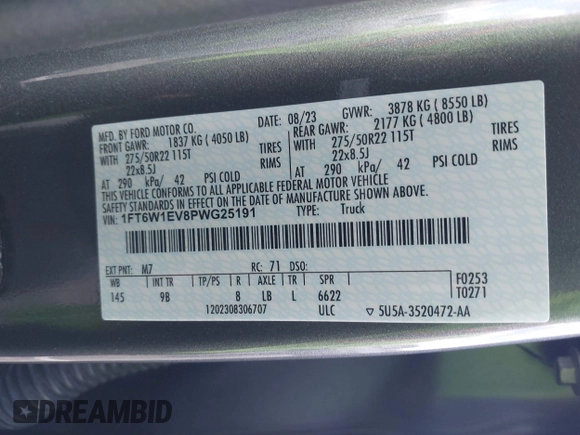 MFD. BY FORD MOTOR CO.
DATE: 08/23 GVWR: 3878 KG ( 8550 LB)
FRONT GAWR: 1837 KG ( 4050 LB)
REAR GAWR: 2177 KG ( 4800 LB)
275/50R22 115T TIRES 275/50R22 115T TIRES
22x8.5J RIMS 22x8.5J RIMS
AT 290 kPa/ 42 PSI COLD AT 290 kPa/ 42 PSI COLD
THIS VEHICLE CONFORMS TO ALL APPLICABLE FEDERAL MOTOR VEHICLE
SAFETY STANDARDS IN EFFECT ON THE DATE OF MANUFACTURE SHOWN ABOVE.
VIN: 1FT6W1EV8PWG25191 TYPE: Truck
EXT PNT: M7 RC: 71 DSO:
WB INT TR TP/PS R AXLE TR SPR F0253
145 9B 8 LB L 6622 T0271
1202308306707 ULC ▽ 5U5A-3520472-AA
DREAMBID